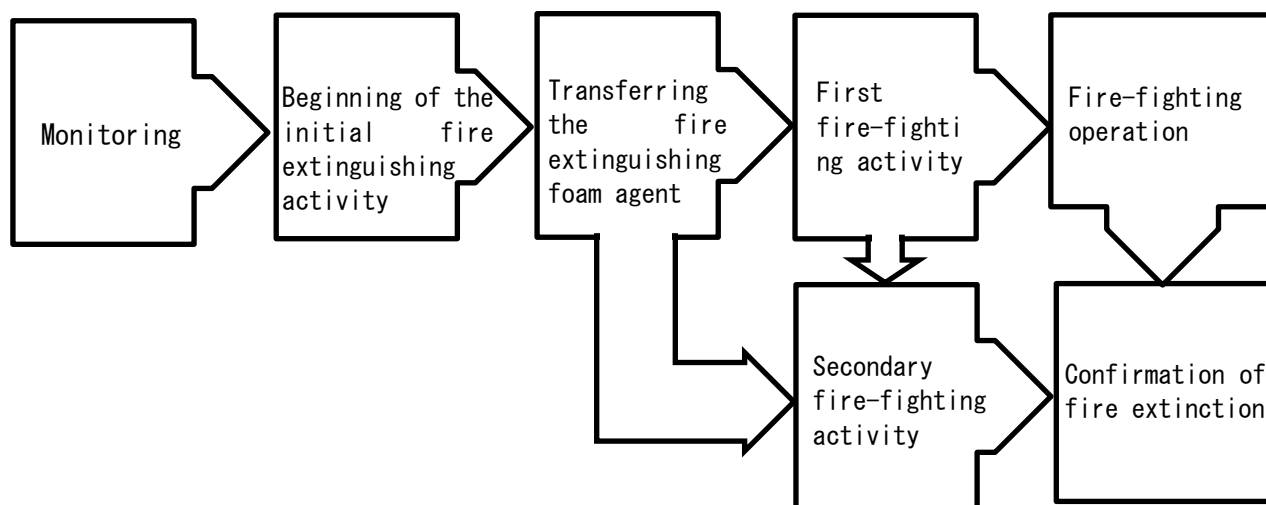 Monitoring
Beginning of the
initial fire
extinguishing
activity
Transferring
the fire
extinguishing
foam agent
First
fire-fighti
ng activity
Fire-fighting
operation
Secondary
fire-fighting
activity
Confirmation of
fire extinction